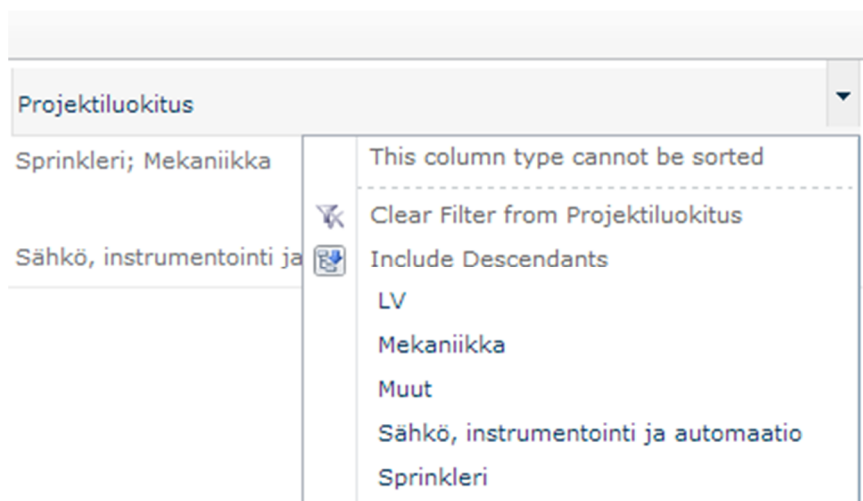 Projektiluokitus
Sprinkleri; Mekaniikka
This column type cannot be sorted
Clear Filter from Projektiluokitus
Sähkö, instrumentointi ja
Include Descendants
LV
Mekaniikka
Muut
Sähkö, instrumentointi ja automaatio
Sprinkleri